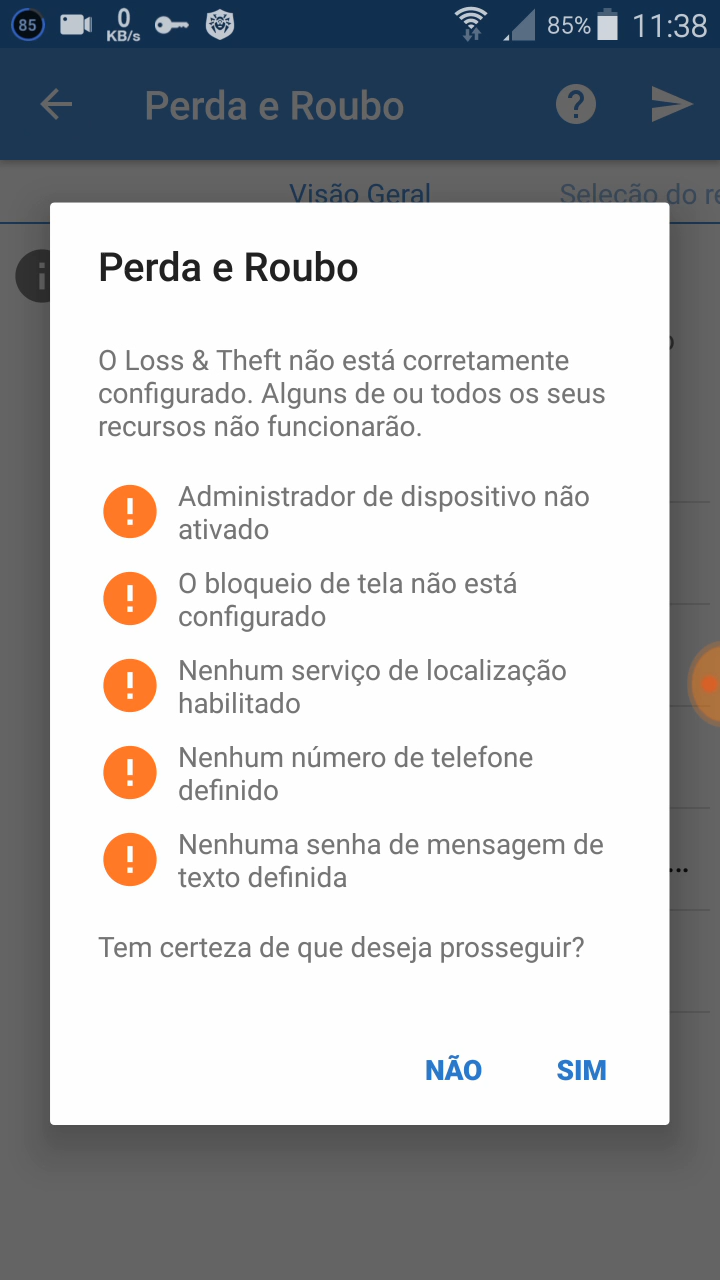 85
0
KB/s
85%
11:38
Perda e Roubo
?
Visão Geral
Seleção do re
i
Perda e Roubo
O Loss & Theft não está corretamente
configurado. Alguns de ou todos os seus
recursos não funcionarão.
! Administrador de dispositivo não
ativado
! O bloqueio de tela não está
configurado
! Nenhum serviço de localização
habilitado
! Nenhum número de telefone
definido
! Nenhuma senha de mensagem de
texto definida
...
Tem certeza de que deseja prosseguir?
NÃO
SIM